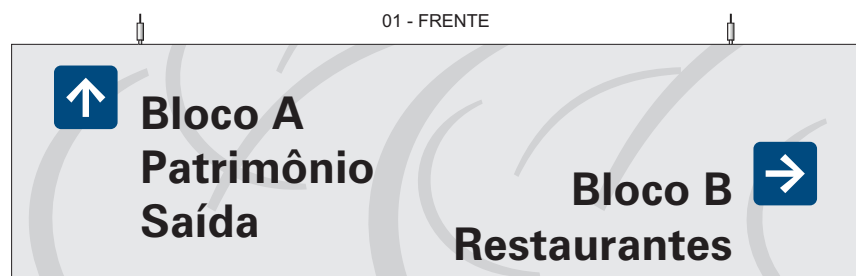 01 - FRENTE
Bloco A
Patrimônio
Saída
Bloco B
Restaurantes